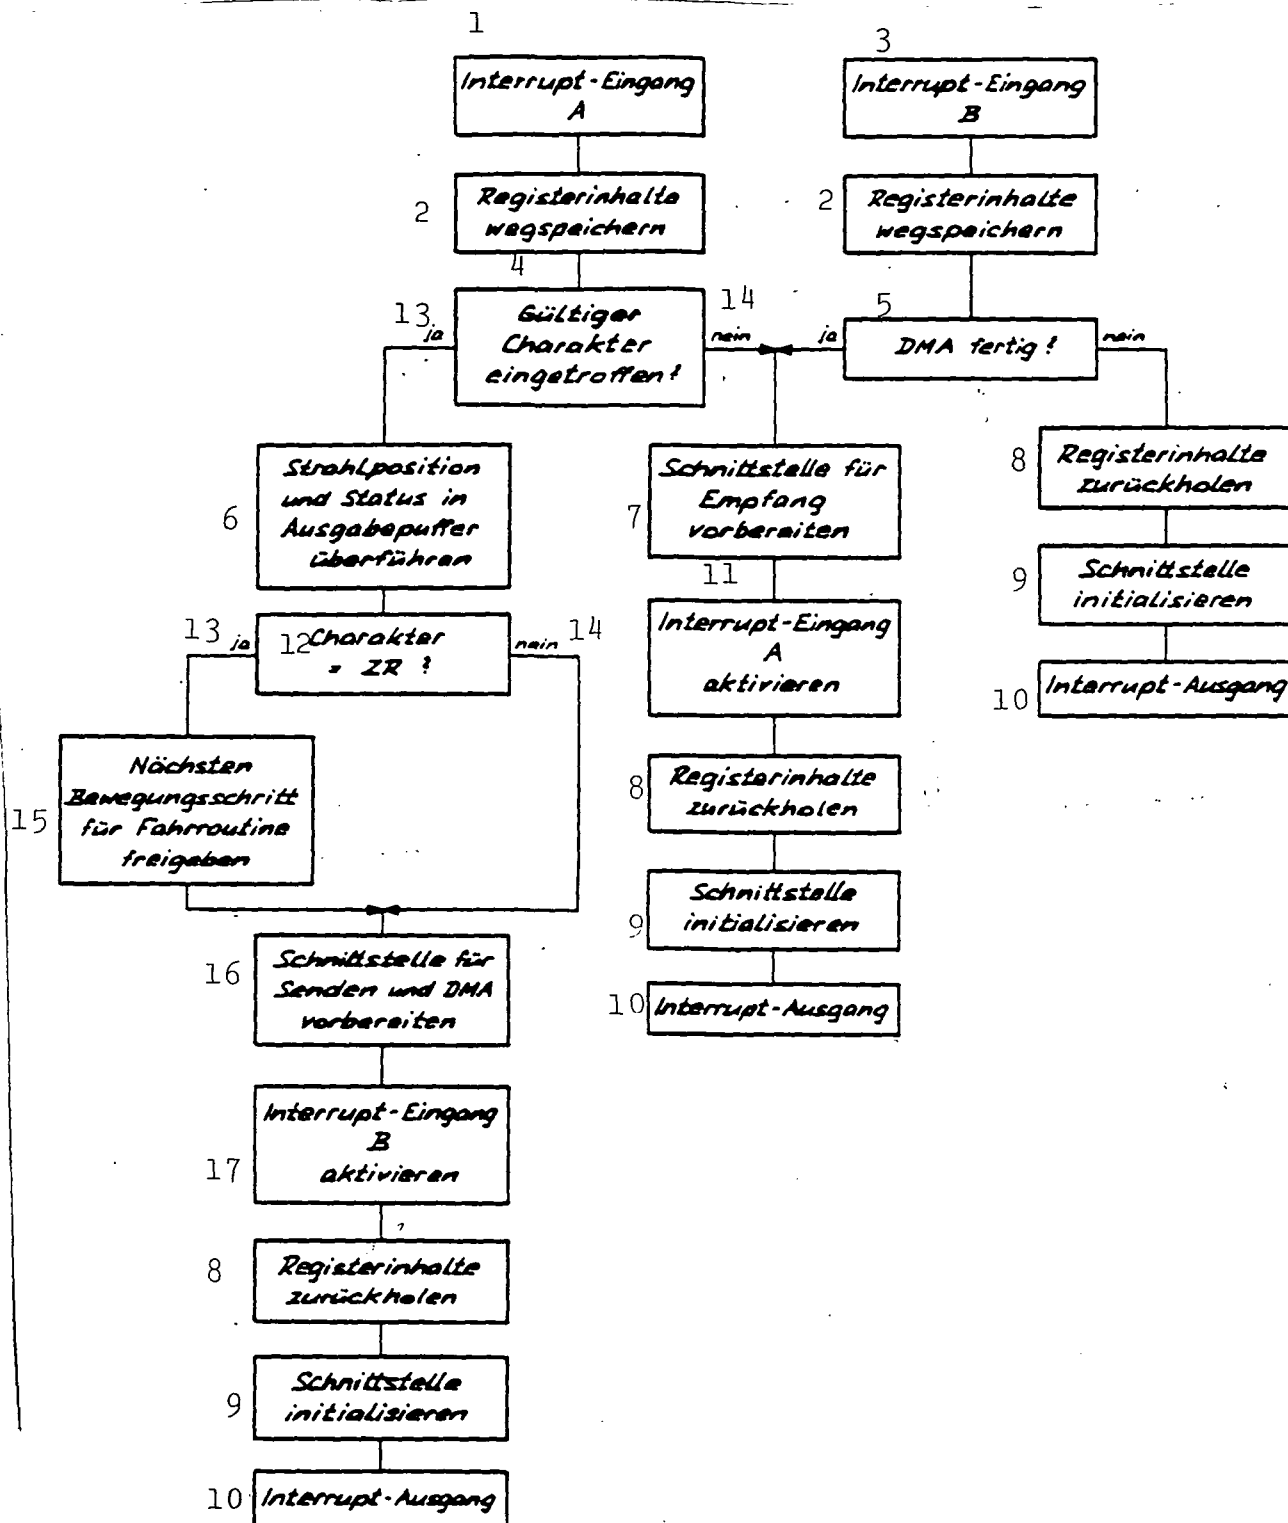 1
Interrupt-Eingang
A
3
Interrupt-Eingang
B
2
Registerinhalte
wegspeichern
2
Registerinhalte
wegspeichern
4
Gültiger
Charakter
eingetroffen?
13
ja
14
nein
5
DMA fertig?
ja
nein
6
Strahlposition
und Status in
Ausgabepuffer
überführen
7
Schnittstelle für
Empfang
vorbereiten
8
Registerinhalte
zurückholen
9
Schnittstelle
initialisieren
10
Interrupt-Ausgang
11
Interrupt-Eingang
A
aktivieren
12
Charakter
= ZR ?
13
ja
14
nein
15
Nächsten
Bewegungsschritt
für Fahrroutine
freigeben
8
Registerinhalte
zurückholen
9
Schnittstelle
initialisieren
10
Interrupt-Ausgang
16
Schnittstelle für
Senden und DMA
vorbereiten
17
Interrupt-Eingang
B
aktivieren
8
Registerinhalte
zurückholen
9
Schnittstelle
initialisieren
10
Interrupt-Ausgang